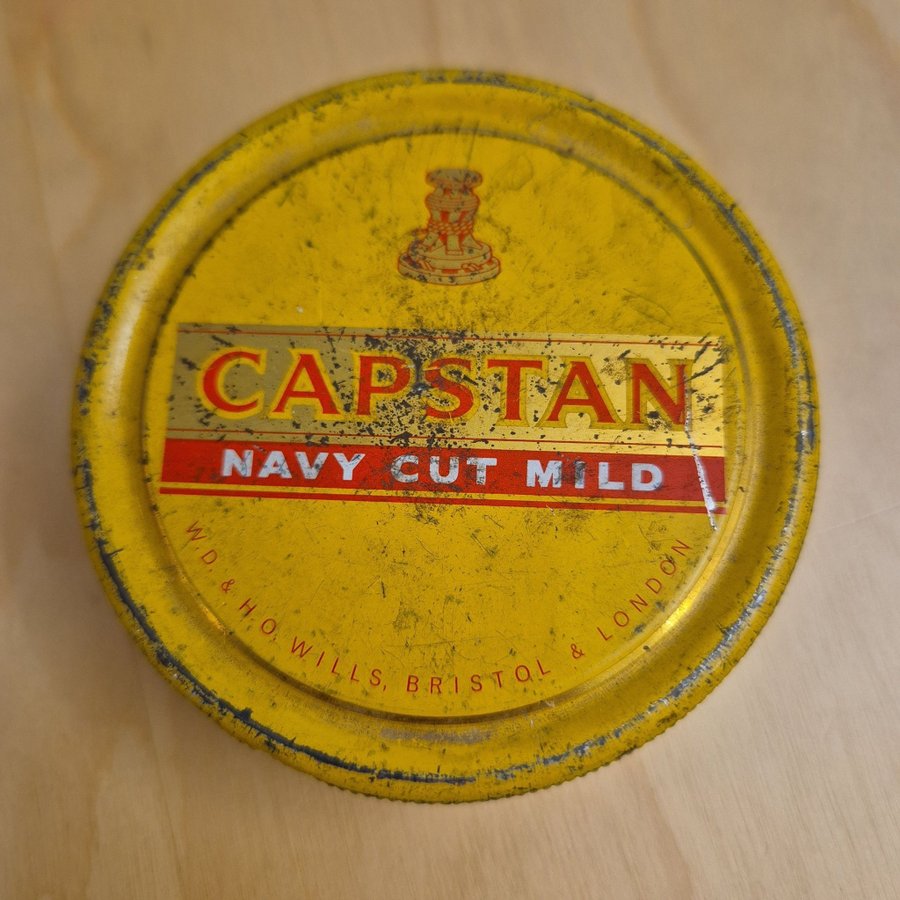 CAPSTAN
NAVY CUT MILD
W D & H.O. WILLS, BRISTOL & LONDON